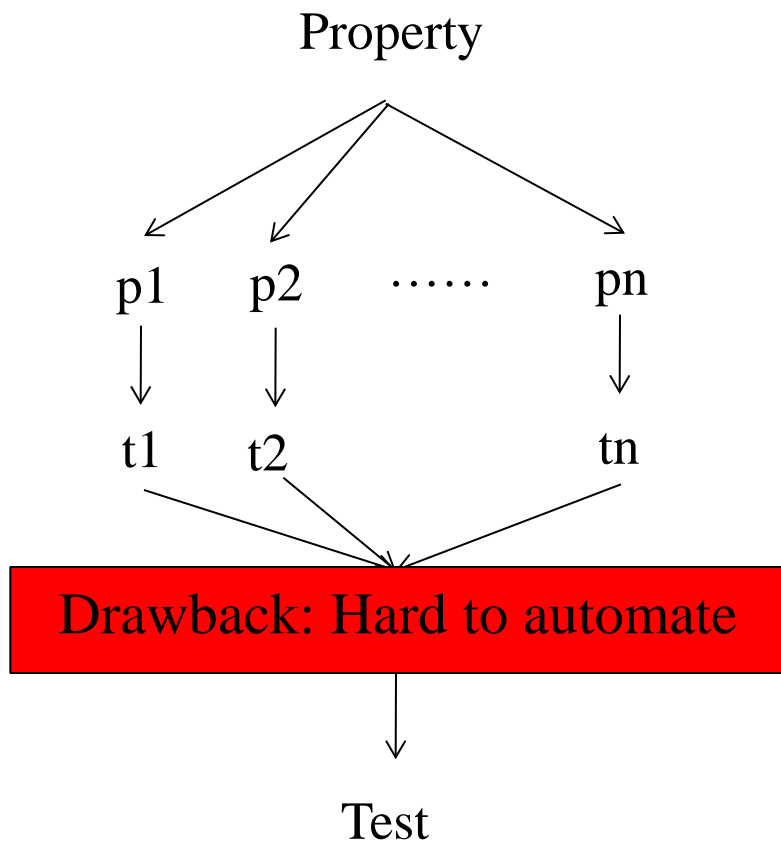 Property
p1 p2 ...... pn
t1 t2 tn
Drawback: Hard to automate
Test